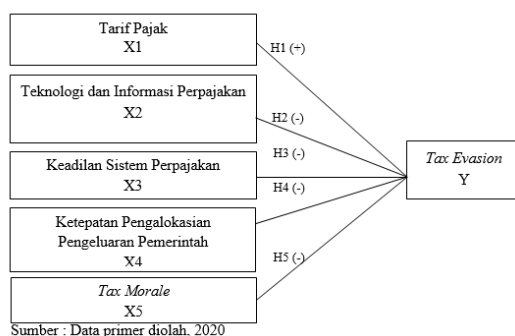 Tarif Pajak
X1
H1 (+)
Teknologi dan Informasi Perpajakan
X2
H2 (-)
H3 (-)
Keadilan Sistem Perpajakan
X3
Tax Evasion
Y
H4 (-)
Ketepatan Pengalokasian
Pengeluaran Pemerintah
X4
H5 (-)
Tax Morale
X5
Sumber : Data primer diolah, 2020